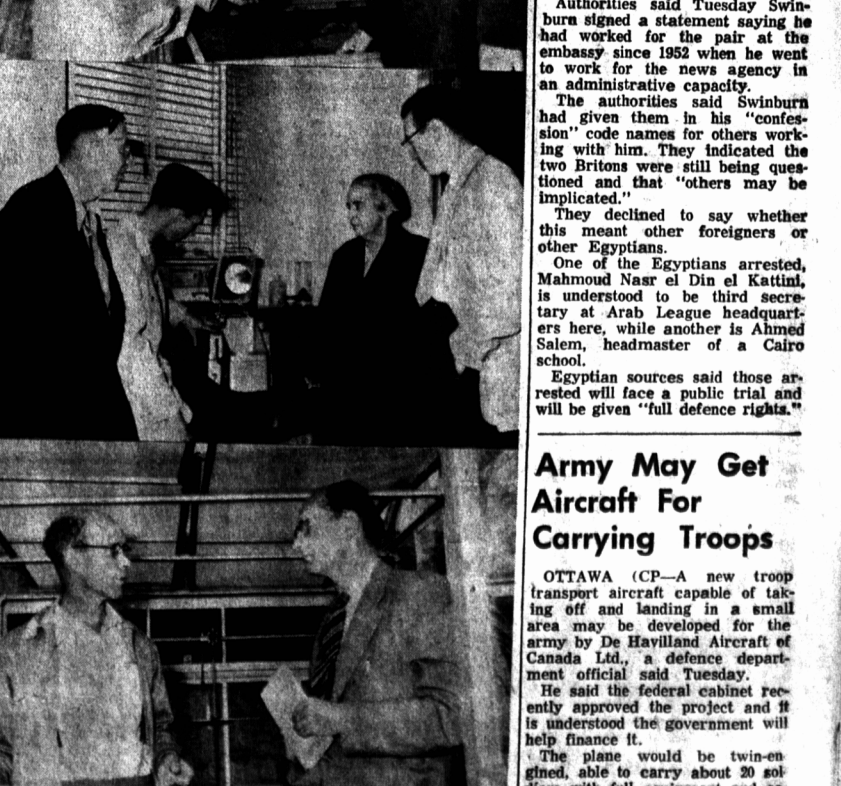 Authorities said Tuesday Swin-
burn signed a statement saying he
had worked for the pair at the
embassy since 1952 when he went
to work for the news agency in
an administrative capacity.
The authorities said Swinburn
had given them in his "confes-
sion" code names for others work-
ing with him. They indicated the
two Britons were still being ques-
tioned and that "others may be
implicated."
They declined to say whether
this meant other foreigners or
other Egyptians.
One of the Egyptians arrested,
Mahmoud Nasr el Din el Kattini,
is understood to be third secre-
tary at Arab League headquart-
ers here, while another is Ahmed
Salem, headmaster of a Cairo
school.
Egyptian sources said those ar-
rested will face a public trial and
will be given "full defence rights."
Army May Get
Aircraft For
Carrying Troops
OTTAWA (CP—A new troop
transport aircraft capable of tak-
ing off and landing in a small
area may be developed for the
army by De Havilland Aircraft of
Canada Ltd., a defence depart-
ment official said Tuesday.
He said the federal cabinet rec-
ently approved the project and it
is understood the government will
help finance it.
The plane would be twin-en
gined, able to carry about 20 sol-